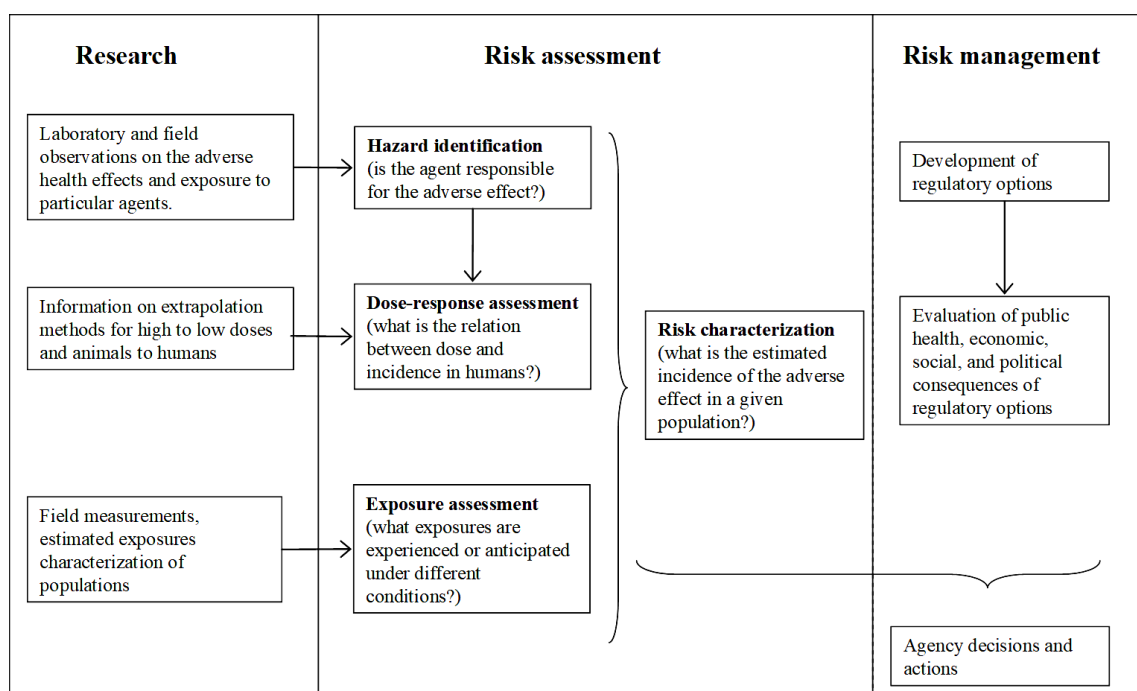 Research
Laboratory and field
observations on the adverse
health effects and exposure to
particular agents.
Information on extrapolation
methods for high to low doses
and animals to humans
Field measurements,
estimated exposures
characterization of
populations
Risk assessment
Hazard identification
(is the agent responsible
for the adverse effect?)
Dose-response assessment
(what is the relation
between dose and
incidence in humans?)
Exposure assessment
(what exposures are
experienced or anticipated
under different
conditions?)
Risk characterization
(what is the estimated
incidence of the adverse
effect in a given
population?)
Risk management
Development of
regulatory options
Evaluation of public
health, economic,
social, and political
consequences of
regulatory options
Agency decisions and
actions